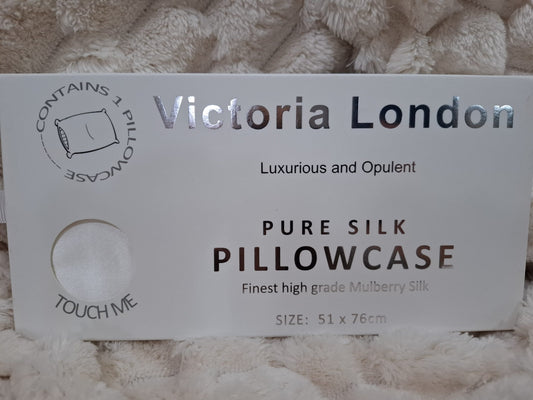 CONTAINS 1 PILLOWCASE
Victoria London
Luxurious and Opulent
PURE SILK
PILLOWCASE
Finest high grade Mulberry Silk
TOUCH ME
SIZE: 51 x 76cm